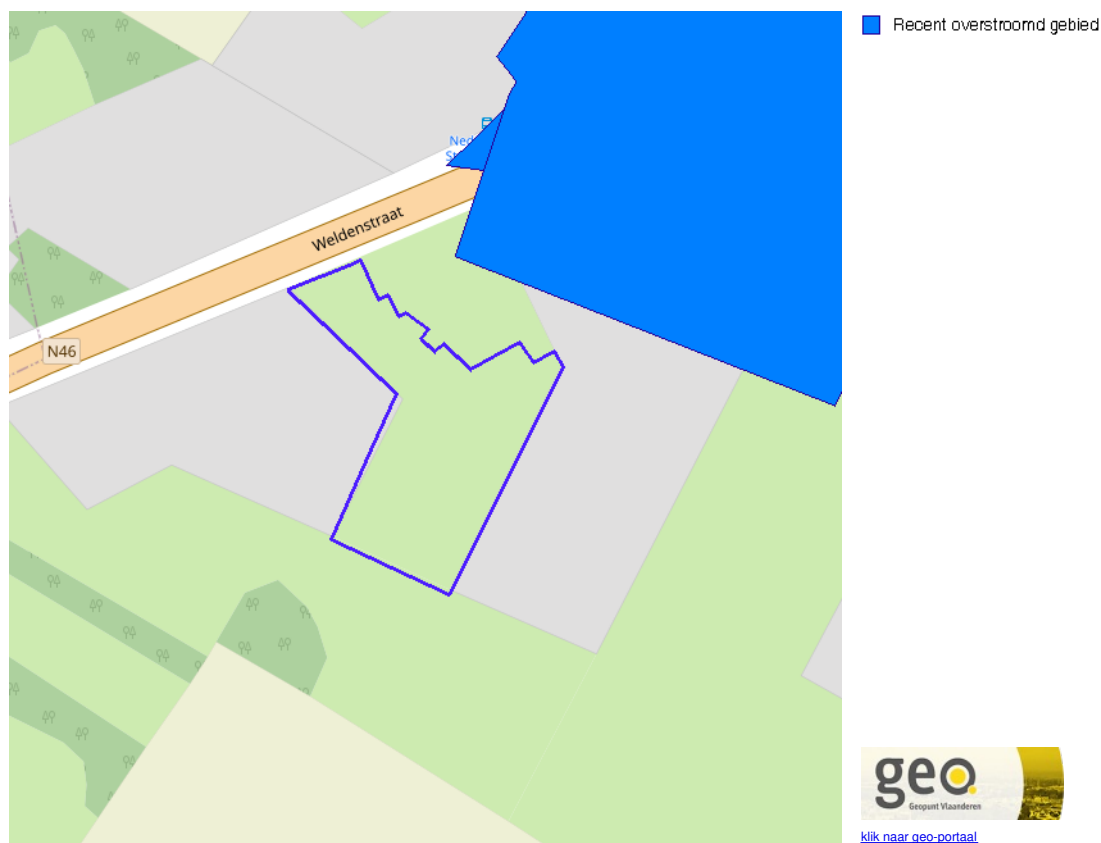 Recent overstroomd gebied
Weldenstraat
N46
geo
Geopunt Vlaanderen
klik naar geo-portaal